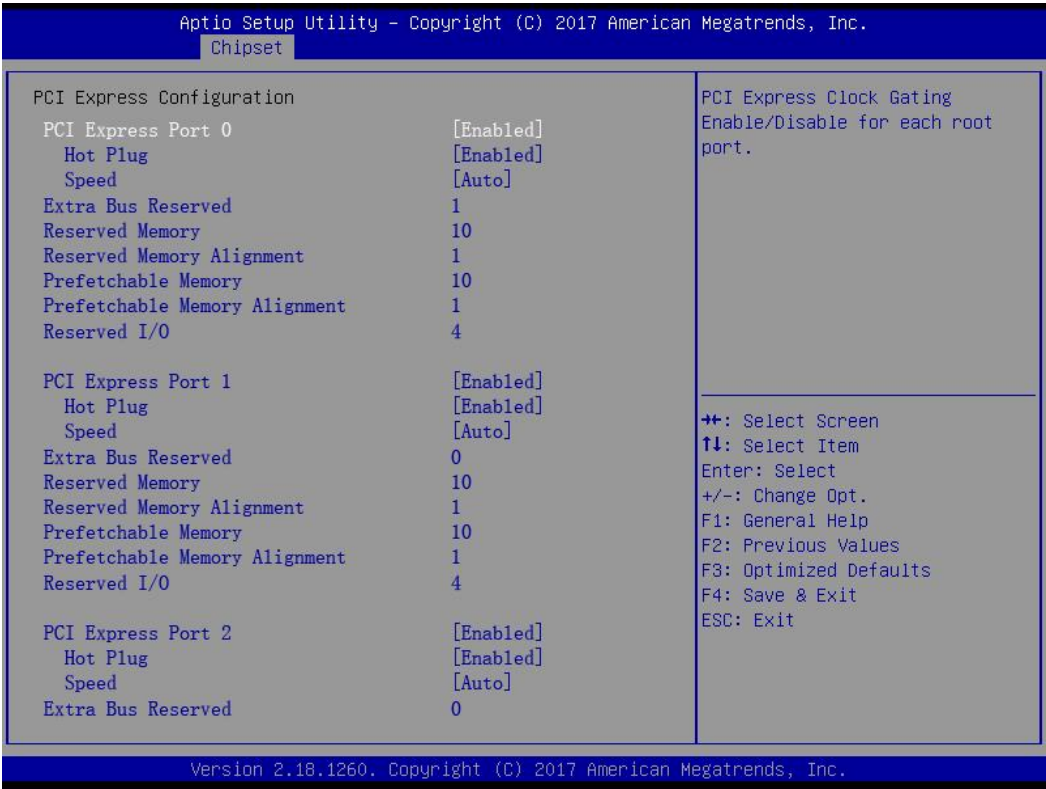 Aptio Setup Utility - Copyright (C) 2017 American Megatrends, Inc.
Chipset
PCI Express Configuration
PCI Express Port 0 [Enabled]
Hot Plug [Enabled]
Speed [Auto]
Extra Bus Reserved 1
Reserved Memory 10
Reserved Memory Alignment 1
Prefetchable Memory 10
Prefetchable Memory Alignment 1
Reserved I/O 4
PCI Express Port 1 [Enabled]
Hot Plug [Enabled]
Speed [Auto]
Extra Bus Reserved 0
Reserved Memory 10
Reserved Memory Alignment 1
Prefetchable Memory 10
Prefetchable Memory Alignment 1
Reserved I/O 4
PCI Express Port 2 [Enabled]
Hot Plug [Enabled]
Speed [Auto]
Extra Bus Reserved 0
PCI Express Clock Gating
Enable/Disable for each root
port.
→←: Select Screen
↑↓: Select Item
Enter: Select
+/-: Change Opt.
F1: General Help
F2: Previous Values
F3: Optimized Defaults
F4: Save & Exit
ESC: Exit
Version 2.18.1260. Copyright (C) 2017 American Megatrends, Inc.